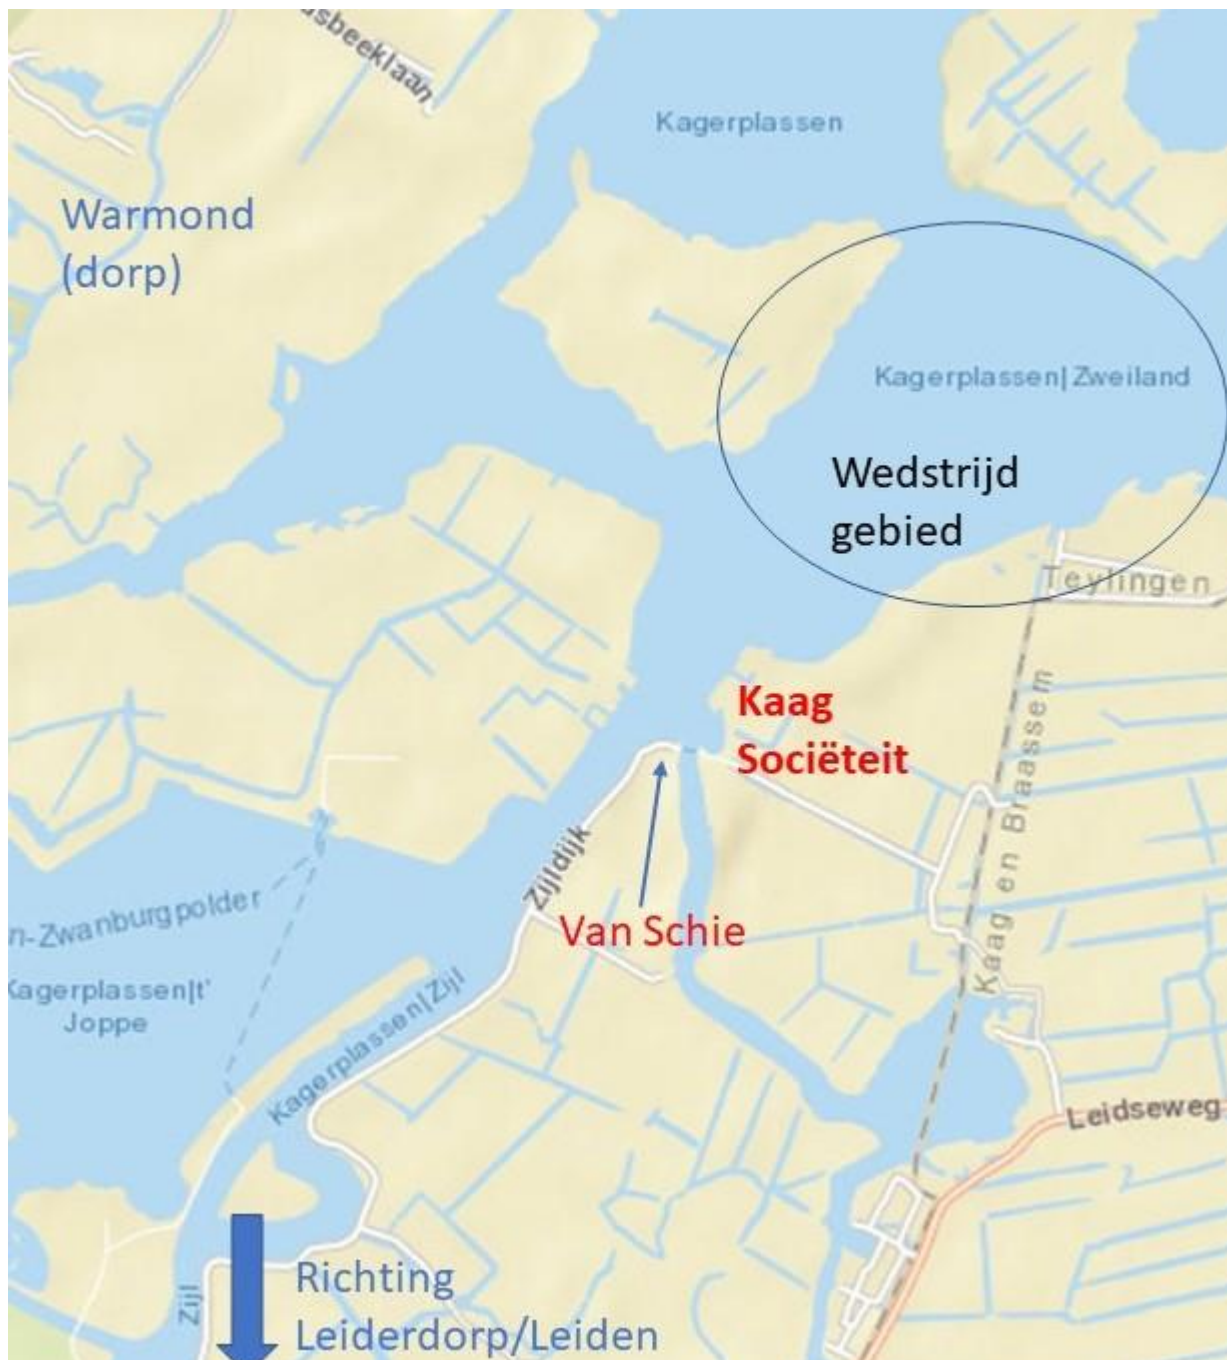 usbeeklaan
Kagerplassen
Warmond
(dorp)
Kagerplassen|Zweiland
Wedstrijd
gebied
Teylingen
Kaag
Sociëteit
Kaag en Braassem
Zijldijk
Van Schie
n-Zwanburgpolder
Kagerplassen|t'
Joppe
Kagerplassen|Zijl
Leidseweg
Zijl
Richting
Leiderdorp/Leiden